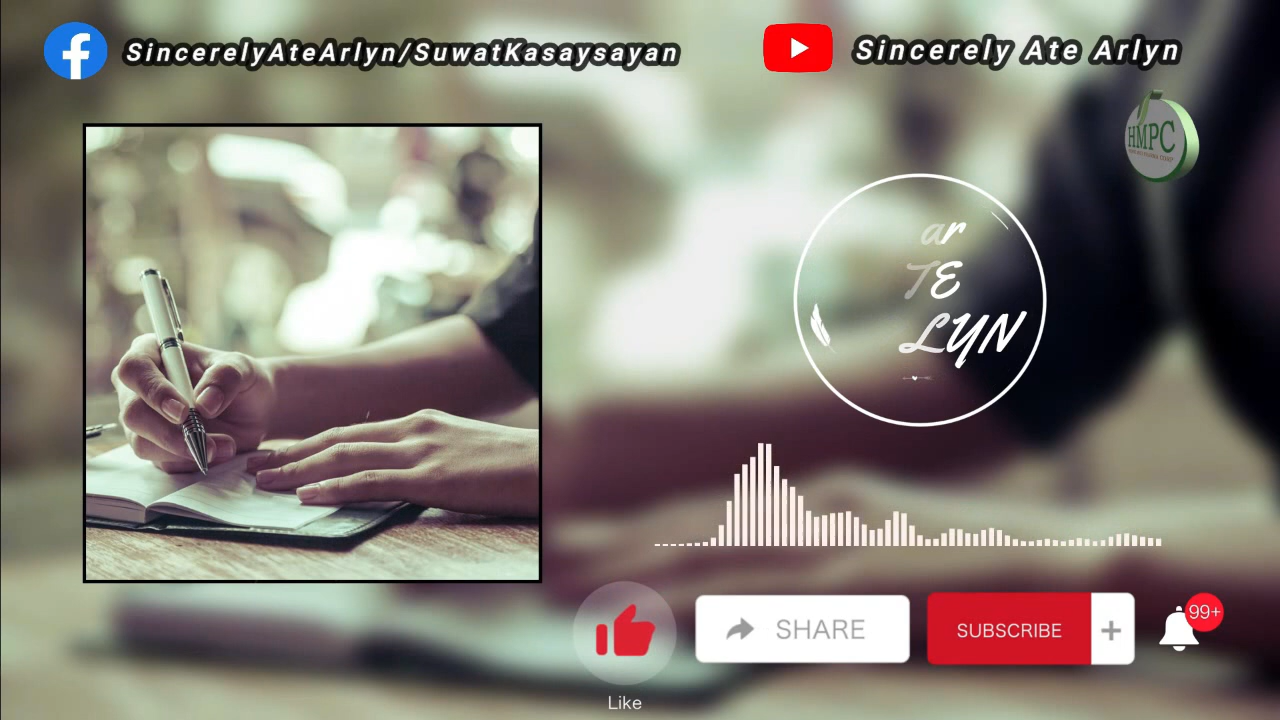 SincerelyAteArlyn/SuwatKasaysayan
Sincerely Ate Arlyn
HMPC
ar
TE
LYN
SHARE
SUBSCRIBE
99+
Like